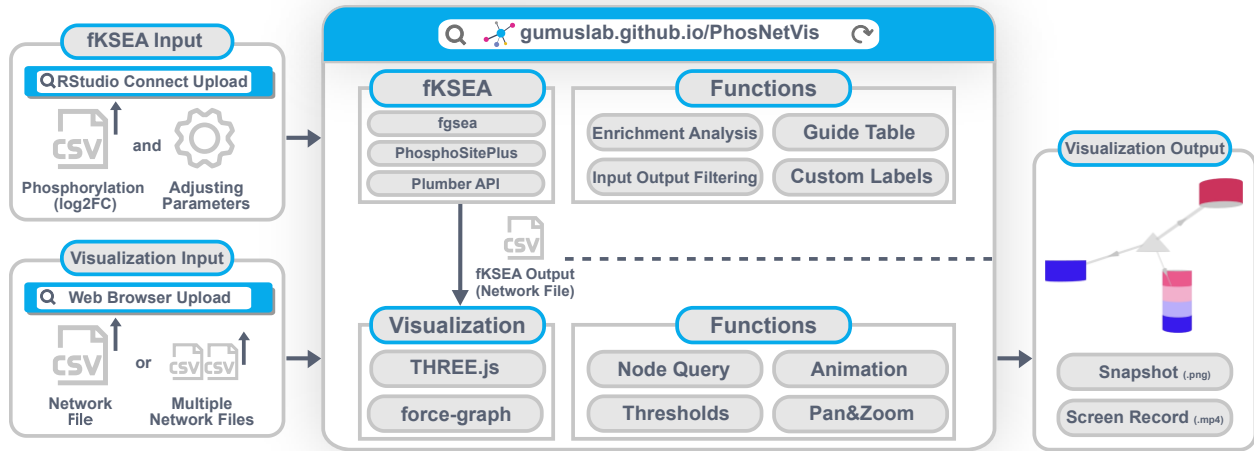 fKSEA Input
RStudio Connect Upload
CSV
and
Phosphorylation
(log2FC)
Adjusting
Parameters
Visualization Input
Web Browser Upload
CSV
or
CSV CSV
Network
File
Multiple
Network Files
gumuslab.github.io/PhosNetVis
fKSEA
fgsea
PhosphoSitePlus
Plumber API
Functions
Enrichment Analysis
Guide Table
Input Output Filtering
Custom Labels
CSV
fKSEA Output
(Network File)
Visualization
THREE.js
force-graph
Functions
Node Query
Animation
Thresholds
Pan&Zoom
Visualization Output
Snapshot (.png)
Screen Record (.mp4)